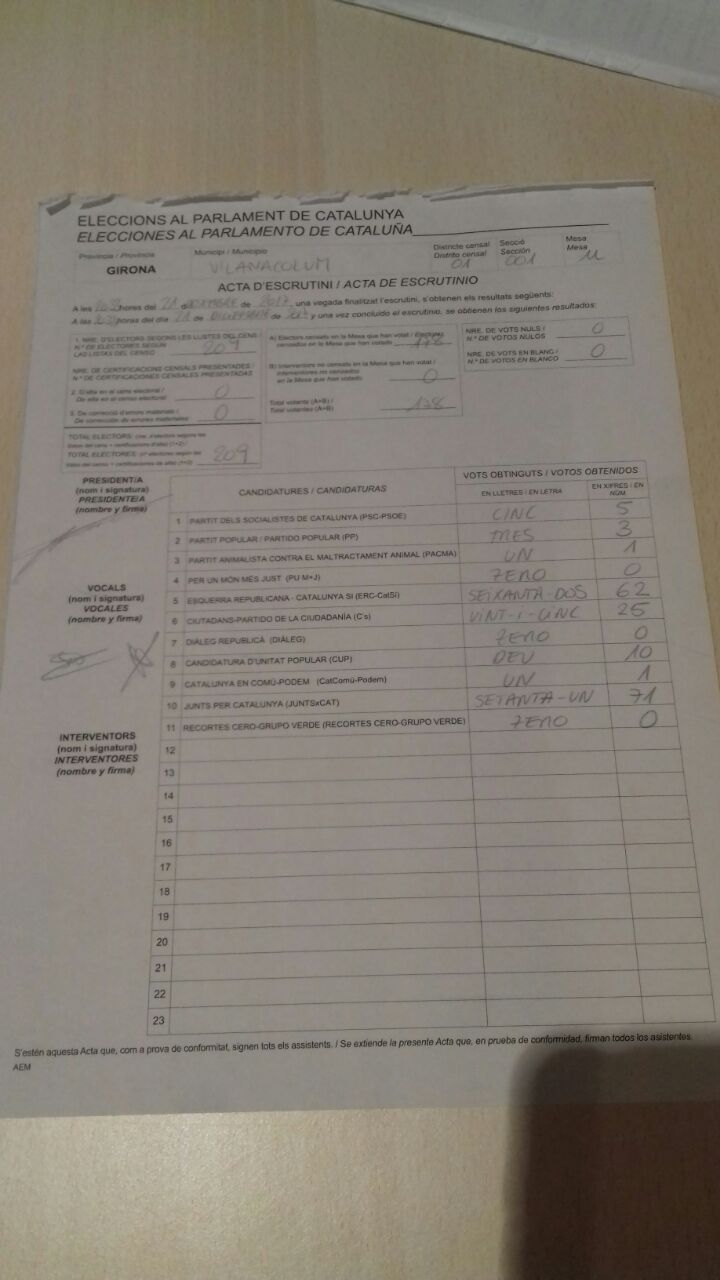 ELECCIONS AL PARLAMENT DE CATALUNYA
ELECCIONES AL PARLAMENTO DE CATALUÑA
Província / Provincia
GIRONA
Municipi / Municipio
VILAMACOLUM
Districte censal
Distrito censal
01
Secció
Sección
001
Mesa
Mesa
U
ACTA D'ESCRUTINI / ACTA DE ESCRUTINIO
A les hores del 21 de DESEMBRE de 2017, una vegada finalitzat l'escrutini, s'obtenen els resultats següents:
A las horas del día 21 de de 2017 y una vez concluido el escrutinio, se obtienen los siguientes resultados:
1. NRE. D'ELECTORS SEGONS LES LLISTES DEL CENS /
N.º DE ELECTORES SEGÚN
LAS LISTAS DEL CENSO
209
NRE. DE CERTIFICACIONS CENSALS PRESENTADES /
N.º DE CERTIFICACIONES CENSALES PRESENTADAS
2. D'alta en el cens electoral /
De alta en el censo electoral
0
3. De correcció d'errors materials /
De corrección de errores materiales
0
TOTAL ELECTORS:
TOTAL ELECTORES:
209
A) Electors censats en la Mesa que han votat / Electores
censados en la Mesa que han votado
178
B) Interventors no censats en la Mesa que han votat /
Interventores no censados
en la Mesa que han votado
0
Total votants (A+B) /
Total votantes (A+B)
178
NRE. DE VOTS NULS /
N.º DE VOTOS NULOS
0
NRE. DE VOTS EN BLANC /
N.º DE VOTOS EN BLANCO
0
PRESIDENT/A
(nom i signatura)
PRESIDENTE/A
(nombre y firma)
VOCALS
(nom i signatura)
VOCALES
(nombre y firma)
INTERVENTORS
(nom i signatura)
INTERVENTORES
(nombre y firma)
CANDIDATURES / CANDIDATURAS
VOTS OBTINGUTS / VOTOS OBTENIDOS
EN LLETRES / EN LETRA
EN XIFRES / EN
NÚM.
1 PARTIT DELS SOCIALISTES DE CATALUNYA (PSC-PSOE) CINC 5
2 PARTIT POPULAR / PARTIDO POPULAR (PP) TRES 3
3 PARTIT ANIMALISTA CONTRA EL MALTRACTAMENT ANIMAL (PACMA) UN 1
4 PER UN MÓN MÉS JUST (PU M+J) ZERO 0
5 ESQUERRA REPUBLICANA - CATALUNYA SÍ (ERC-CatSí) SEIXANTA-DOS 62
6 CIUTADANS-PARTIDO DE LA CIUDADANÍA (C's) VINT-I-CINC 25
7 DIÀLEG REPUBLICÀ (DIÀLEG) ZERO 0
8 CANDIDATURA D'UNITAT POPULAR (CUP) DEU 10
9 CATALUNYA EN COMÚ-PODEM (CatComú-Podem) UN 1
10 JUNTS PER CATALUNYA (JUNTSxCAT) SETANTA-UN 71
11 RECORTES CERO-GRUPO VERDE (RECORTES CERO-GRUPO VERDE) ZERO 0
12
13
14
15
16
17
18
19
20
21
22
23
S'estén aquesta Acta que, com a prova de conformitat, signen tots els assistents. / Se extiende la presente Acta que, en prueba de conformidad, firman todos los asistentes.
AEM